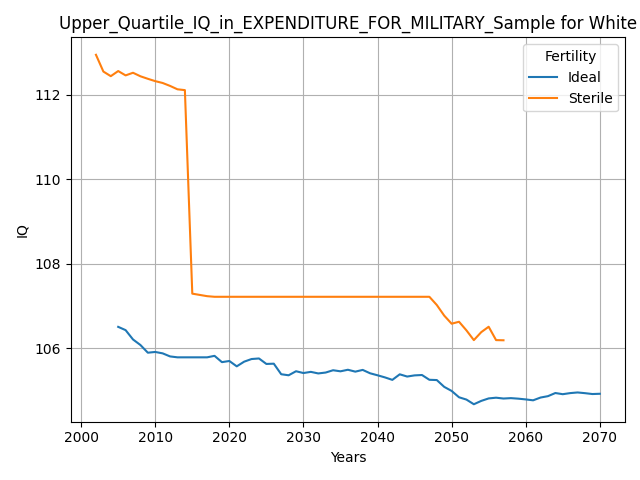 Upper_Quartile_IQ_in_EXPENDITURE_FOR_MILITARY_Sample for White
Fertility
Ideal
Sterile
IQ
112
110
108
106
2000 2010 2020 2030 2040 2050 2060 2070
Years